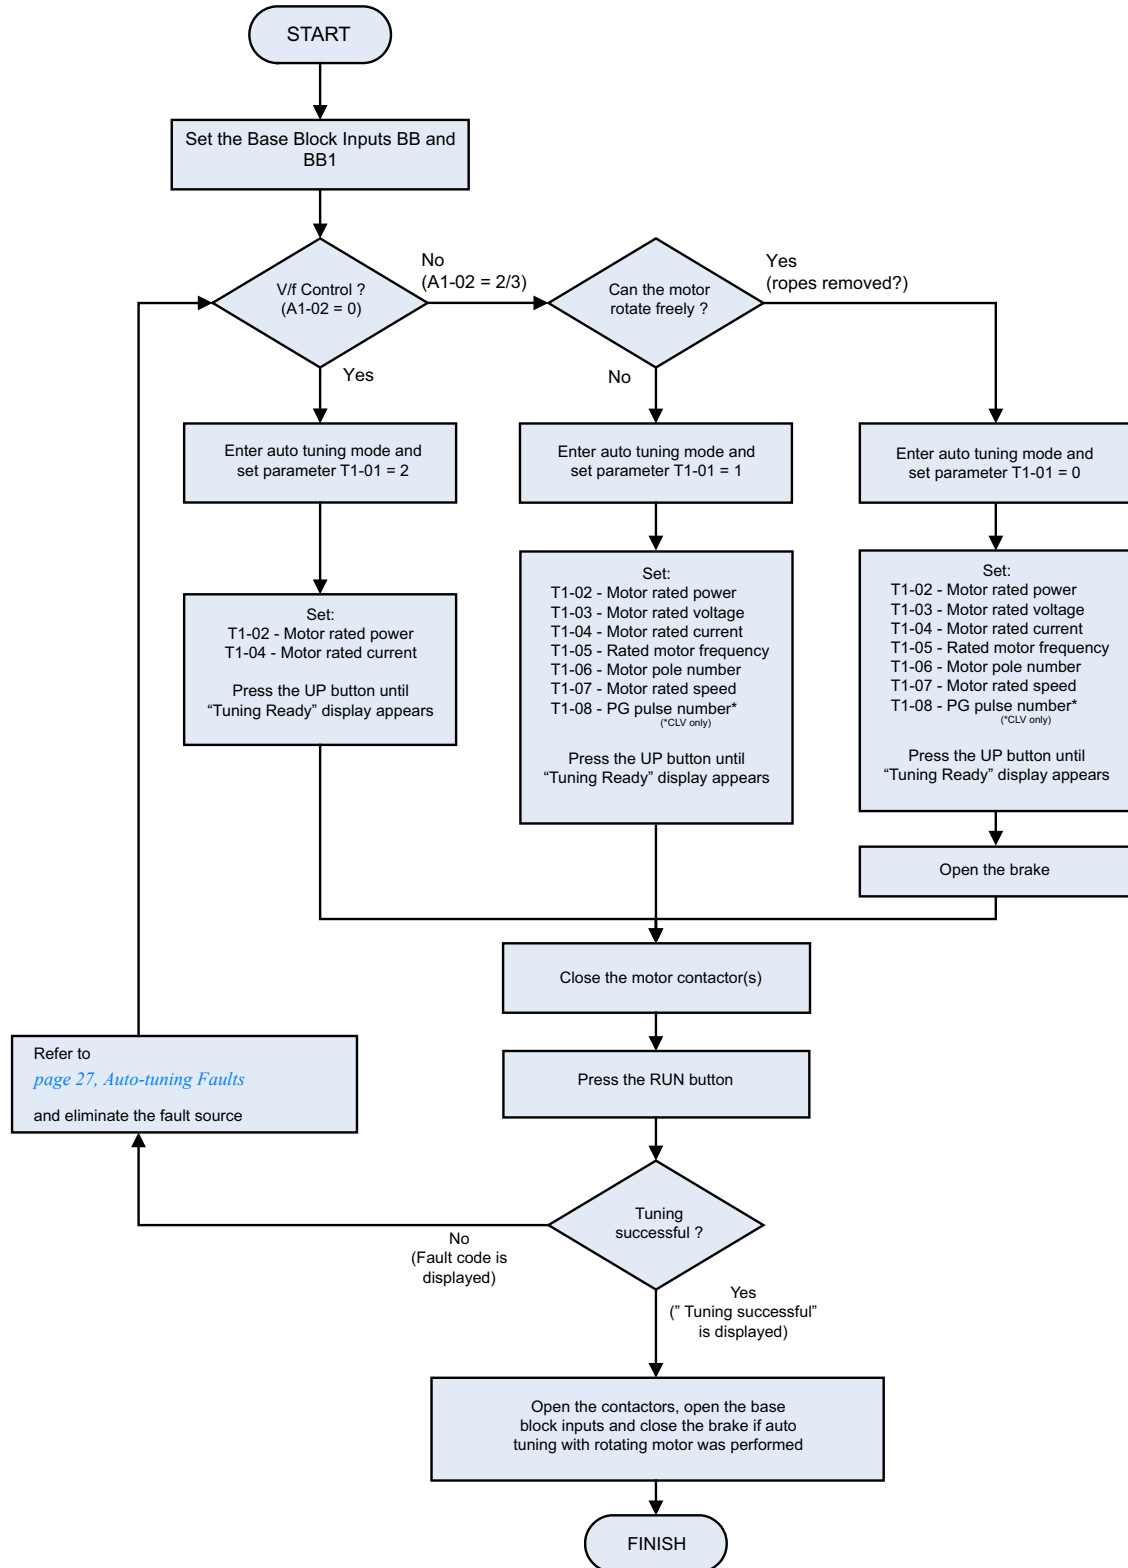 START
Set the Base Block Inputs BB and
BB1
V/f Control ?
(A1-02 = 0)
No
(A1-02 = 2/3)
Can the motor
rotate freely ?
Yes
(ropes removed?)
Yes
No
Enter auto tuning mode and
set parameter T1-01 = 2
Enter auto tuning mode and
set parameter T1-01 = 1
Enter auto tuning mode and
set parameter T1-01 = 0
Set:
T1-02 - Motor rated power
T1-04 - Motor rated current
Press the UP button until
“Tuning Ready” display appears
Set:
T1-02 - Motor rated power
T1-03 - Motor rated voltage
T1-04 - Motor rated current
T1-05 - Rated motor frequency
T1-06 - Motor pole number
T1-07 - Motor rated speed
T1-08 - PG pulse number*
(*CLV only)
Press the UP button until
“Tuning Ready” display appears
Set:
T1-02 - Motor rated power
T1-03 - Motor rated voltage
T1-04 - Motor rated current
T1-05 - Rated motor frequency
T1-06 - Motor pole number
T1-07 - Motor rated speed
T1-08 - PG pulse number*
(*CLV only)
Press the UP button until
“Tuning Ready” display appears
Open the brake
Close the motor contactor(s)
Refer to
page 27, Auto-tuning Faults
and eliminate the fault source
Press the RUN button
Tuning
successful ?
No
(Fault code is
displayed)
Yes
(” Tuning successful”
is displayed)
Open the contactors, open the base
block inputs and close the brake if auto
tuning with rotating motor was performed
FINISH